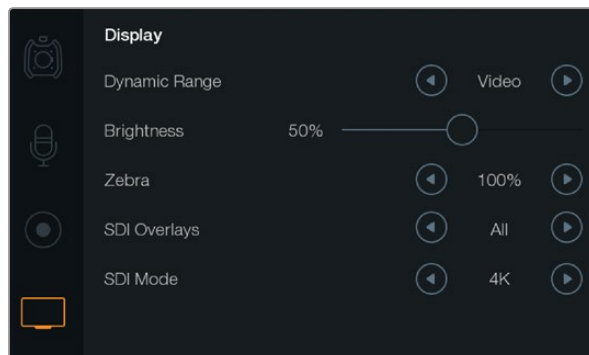 Display
Dynamic Range Video
Brightness 50%
Zebra 100%
SDI Overlays All
SDI Mode 4K